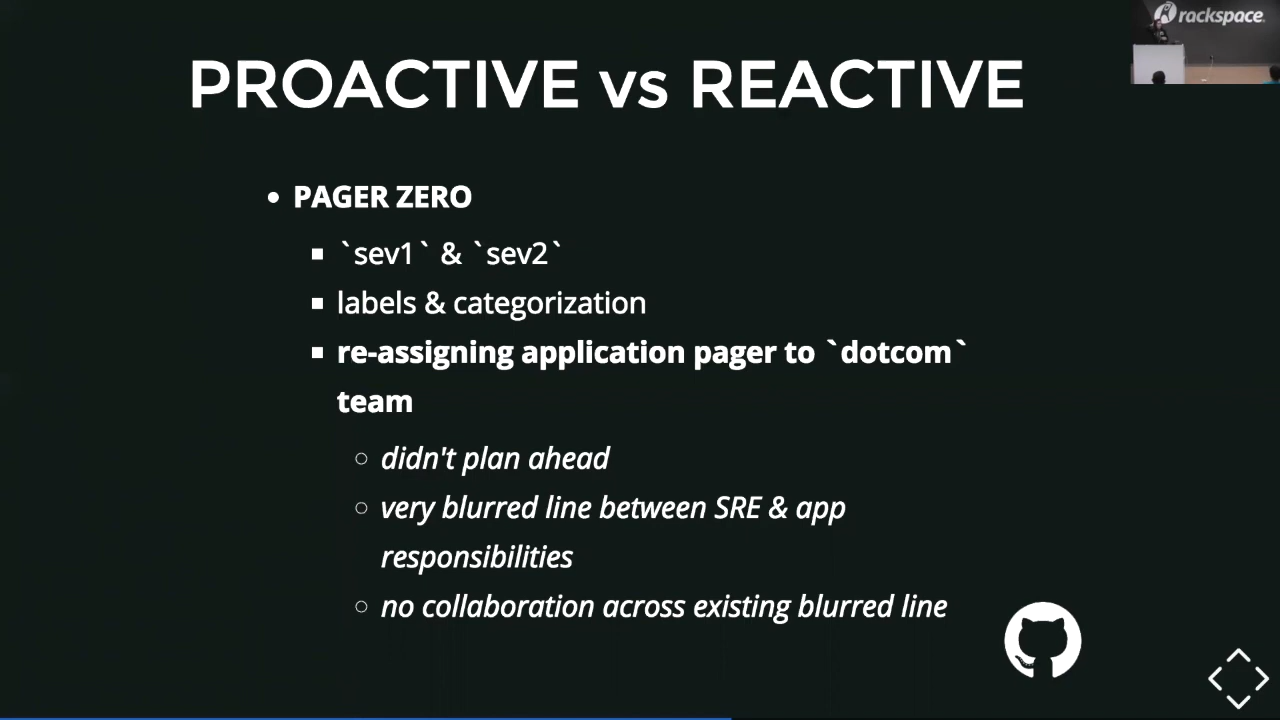 rackspace
PROACTIVE vs REACTIVE
PAGER ZERO
`sev1` & `sev2`
labels & categorization
re-assigning application pager to `dotcom`
team
didn't plan ahead
very blurred line between SRE & app
responsibilities
no collaboration across existing blurred line